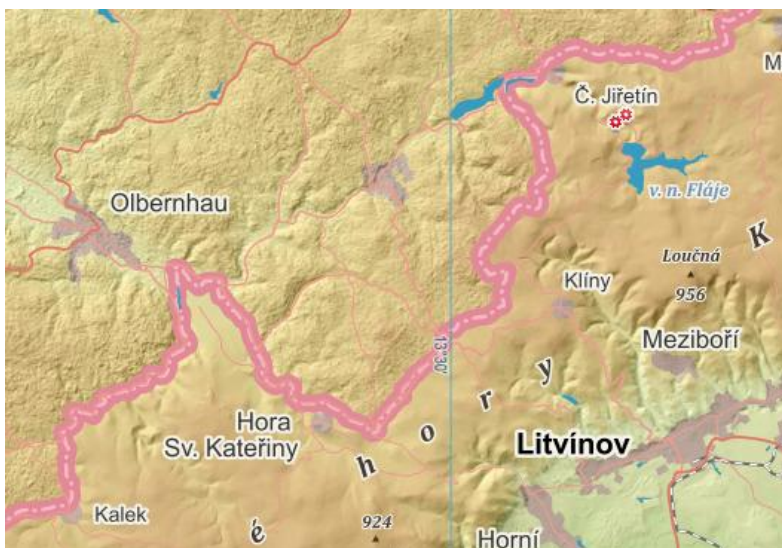 M
Č. Jiřetín
v. n. Fláje
Olbernhau
K
Loučná
956
Klíny
13°30'
Meziboří
y
r
o
h
é
Hora
Sv. Kateřiny
Litvínov
Kalek
924
Horní